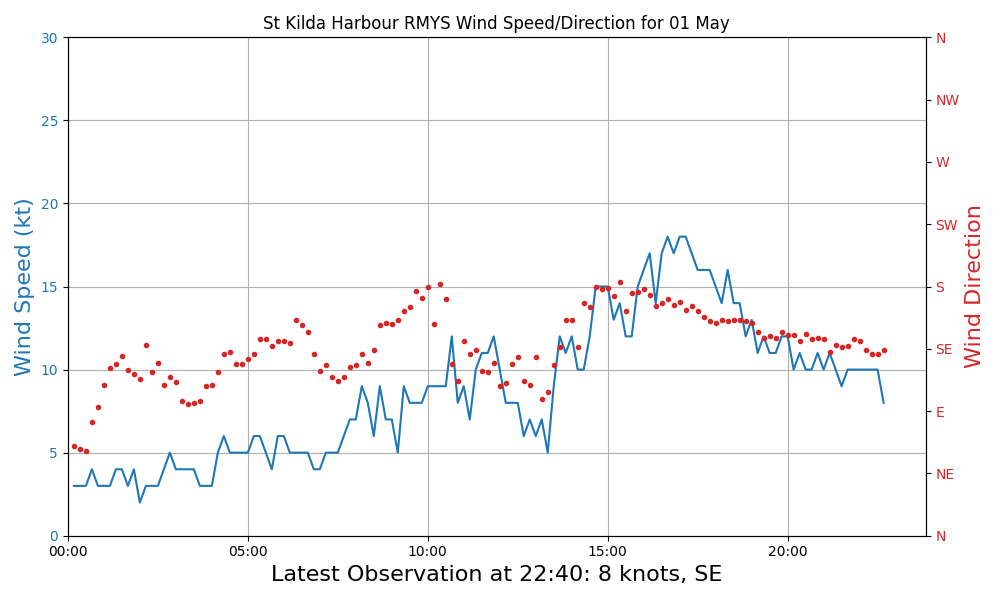 St Kilda Harbour RMYS Wind Speed/Direction for 01 May
30
25
20
15
10
5
0
Wind Speed (kt)
N
NW
W
SW
S
SE
E
NE
N
Wind Direction
00:00 05:00 10:00 15:00 20:00
Latest Observation at 22:40: 8 knots, SE